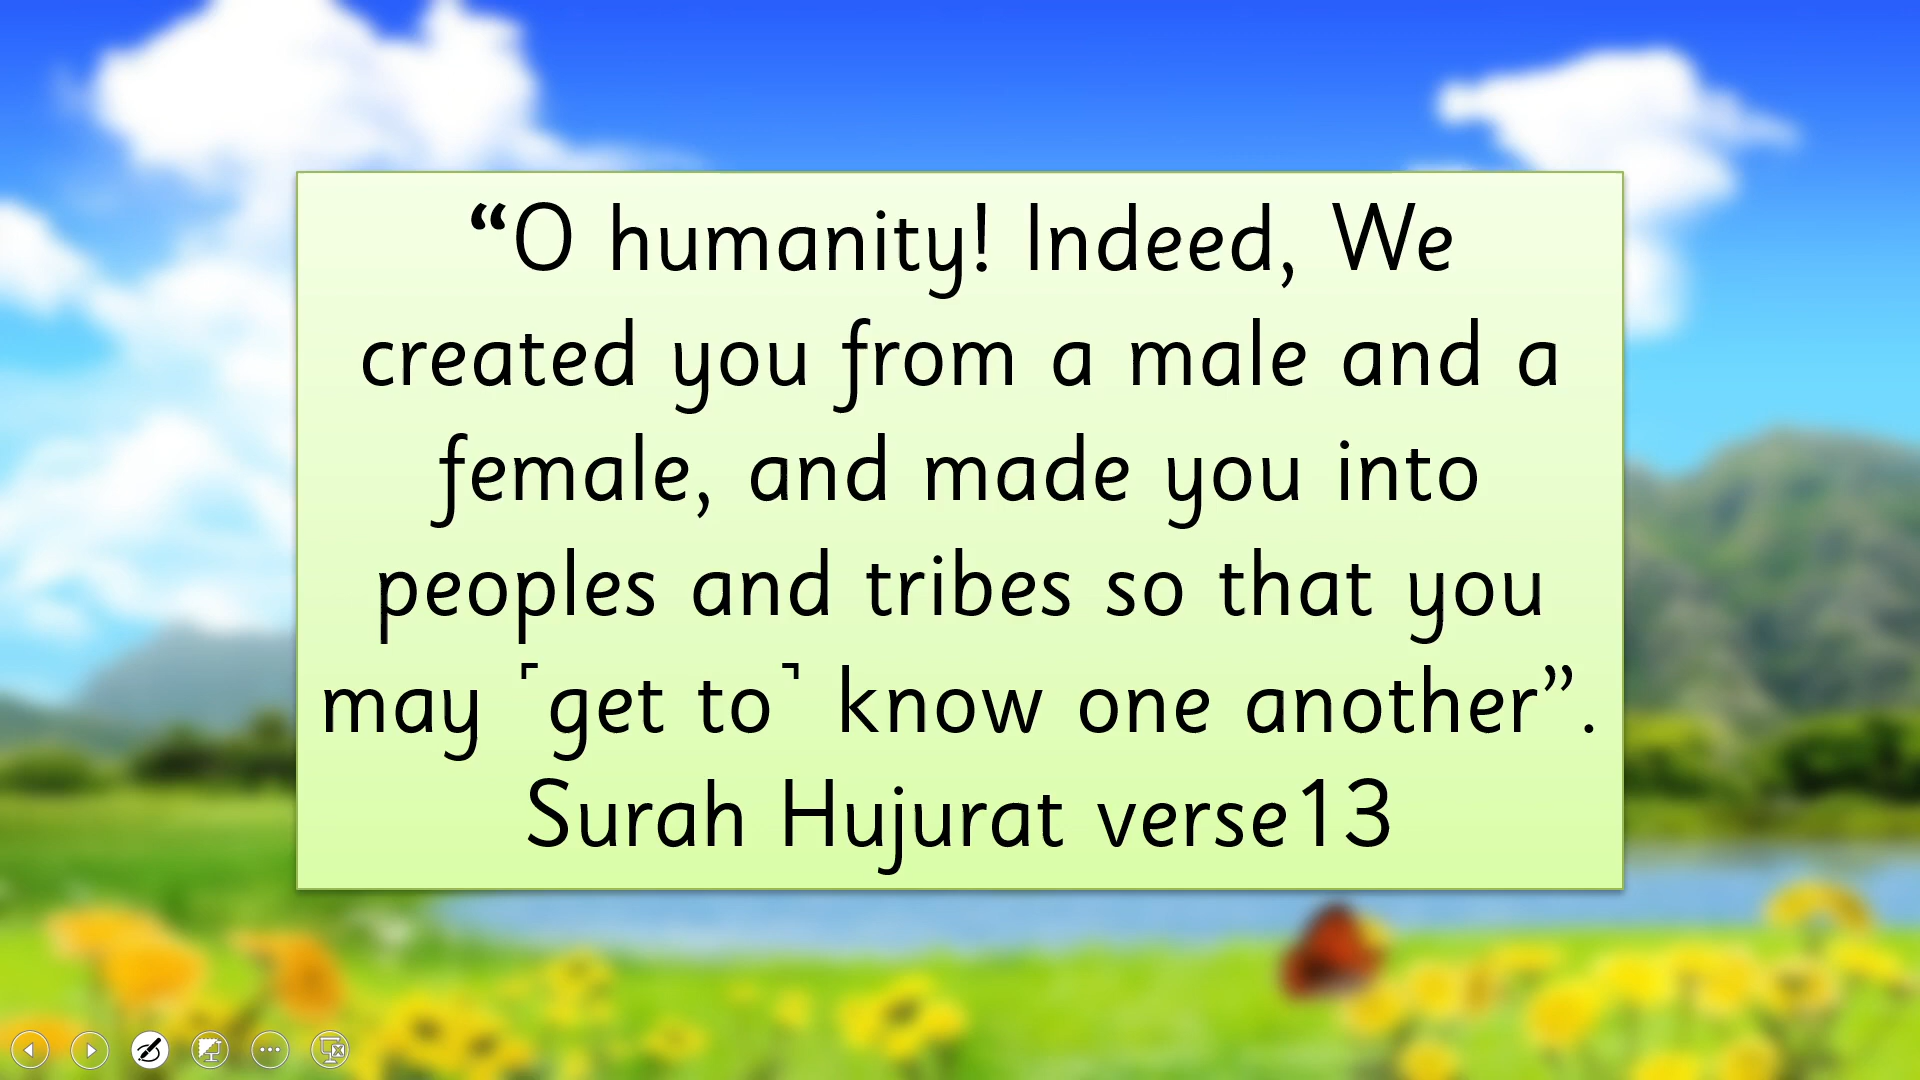 “O humanity! Indeed, We
created you from a male and a
female, and made you into
peoples and tribes so that you
may ˹get to˺ know one another”.
Surah Hujurat verse13